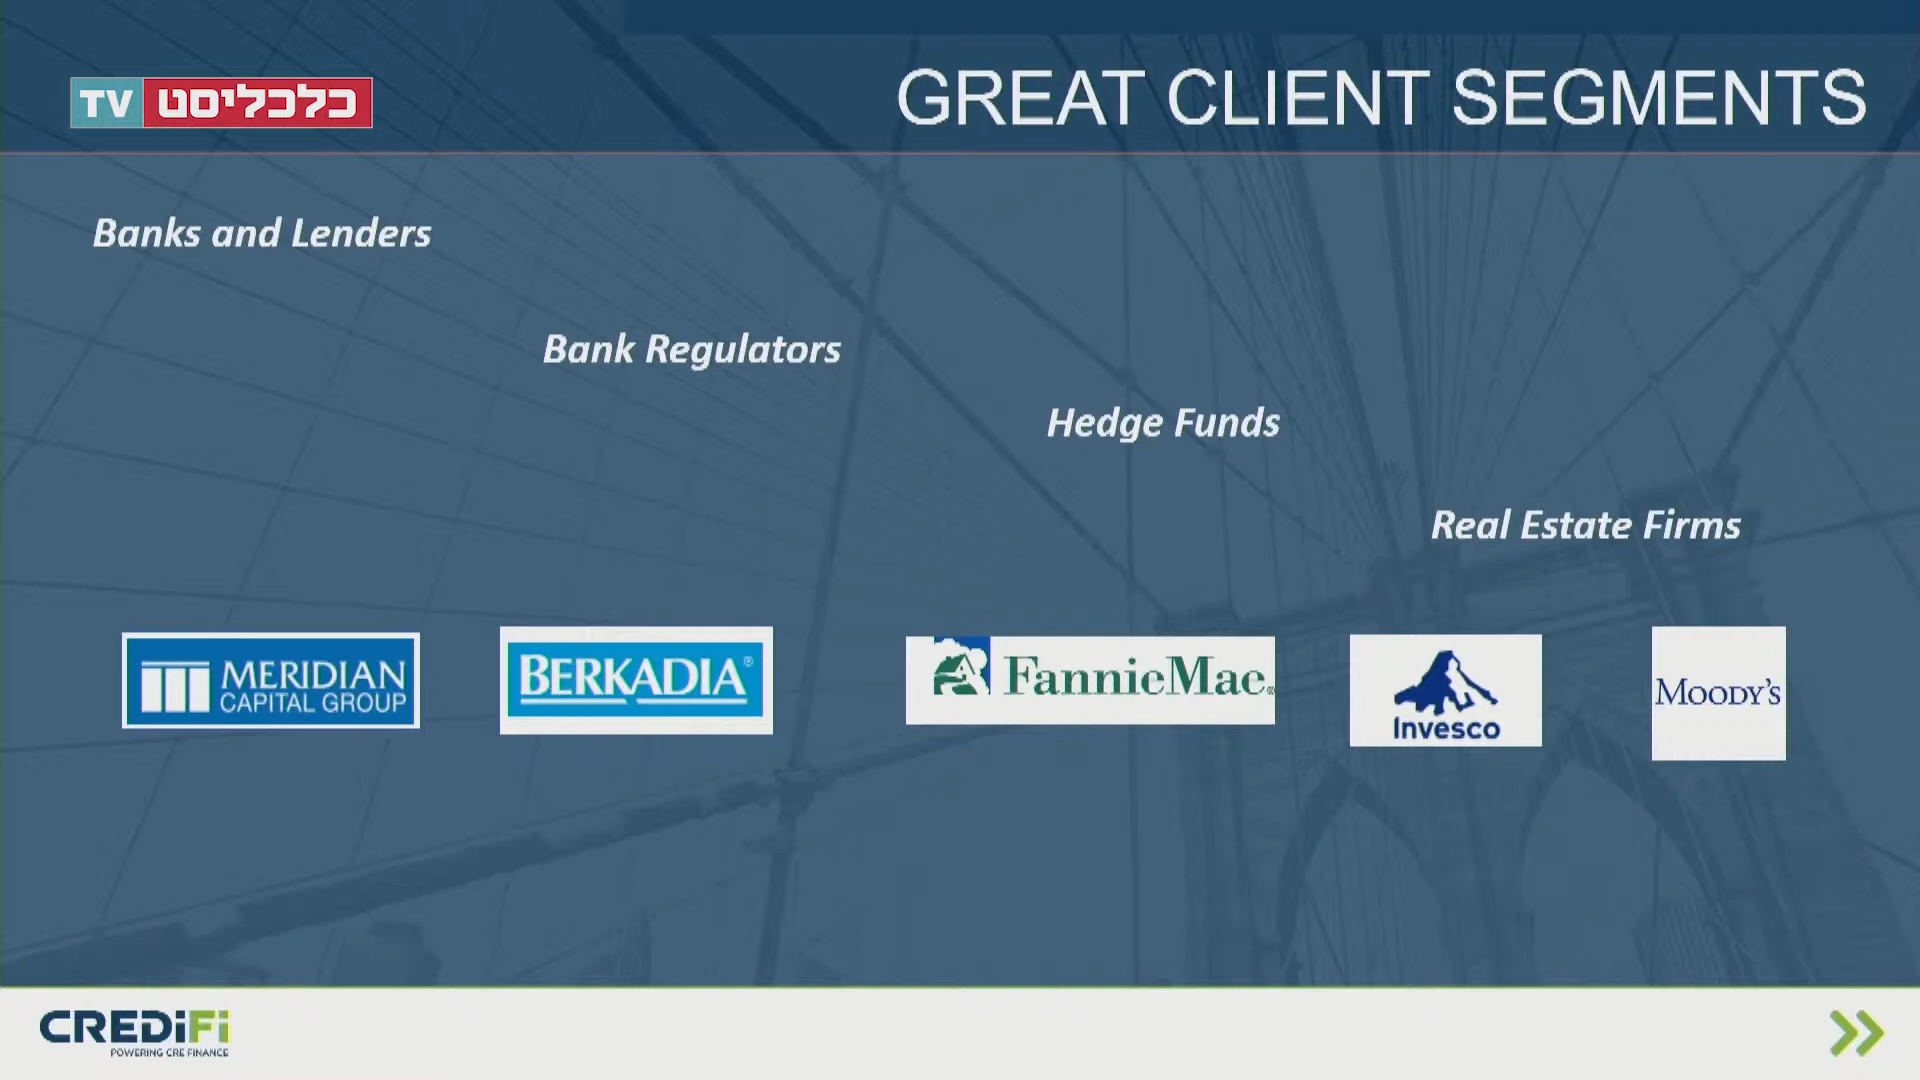 TV כלכליסט
GREAT CLIENT SEGMENTS
Banks and Lenders
Bank Regulators
Hedge Funds
Real Estate Firms
MERIDIAN
CAPITAL GROUP
BERKADIA®
FannieMae®
Invesco
MOODY'S
CREDiFi
POWERING CRE FINANCE